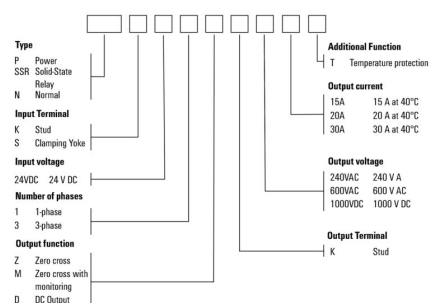 Type
P Power
SSR Solid-State
Relay
N Normal
Input Terminal
K Stud
S Clamping Yoke
Input voltage
24VDC 24 V DC
Number of phases
1 1-phase
3 3-phase
Output function
Z Zero cross
M Zero cross with
monitoring
D DC Output
Additional Function
T Temperature protection
Output current
15A 15 A at 40°C
20A 20 A at 40°C
30A 30 A at 40°C
Output voltage
240VAC 240 V A
600VAC 600 V AC
1000VDC 1000 V DC
Output Terminal
K Stud